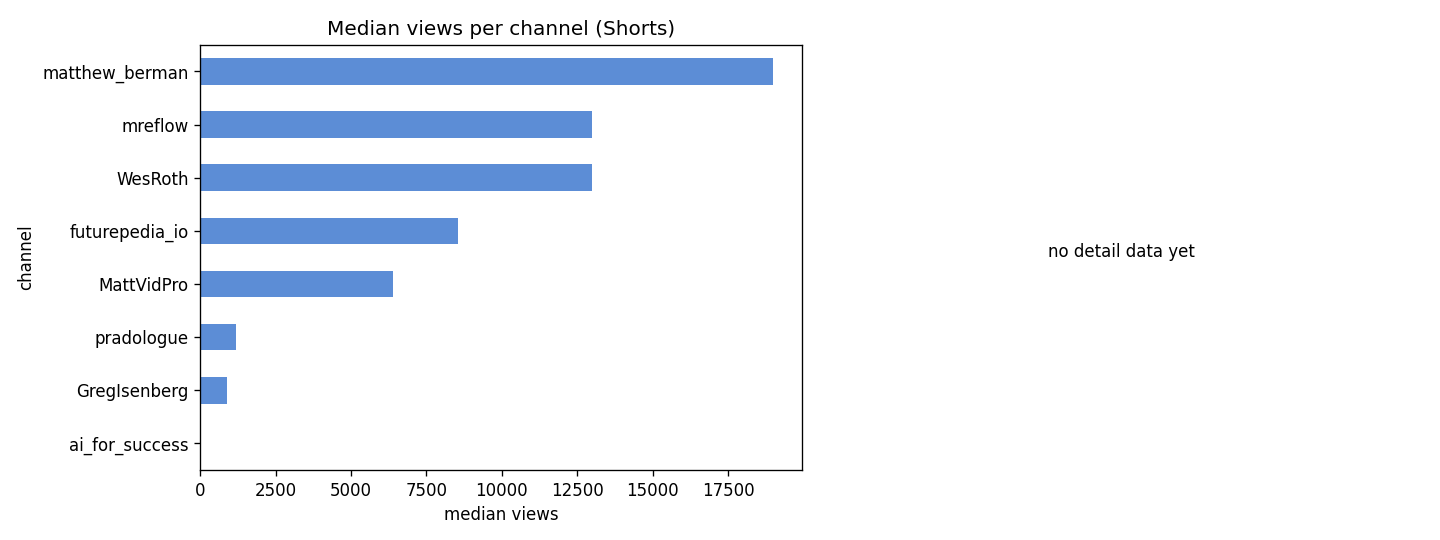 Median views per channel (Shorts)
channel
matthew_berman
mreflow
WesRoth
futurepedia_io
MattVidPro
pradologue
GregIsenberg
ai_for_success
0 2500 5000 7500 10000 12500 15000 17500
median views
no detail data yet